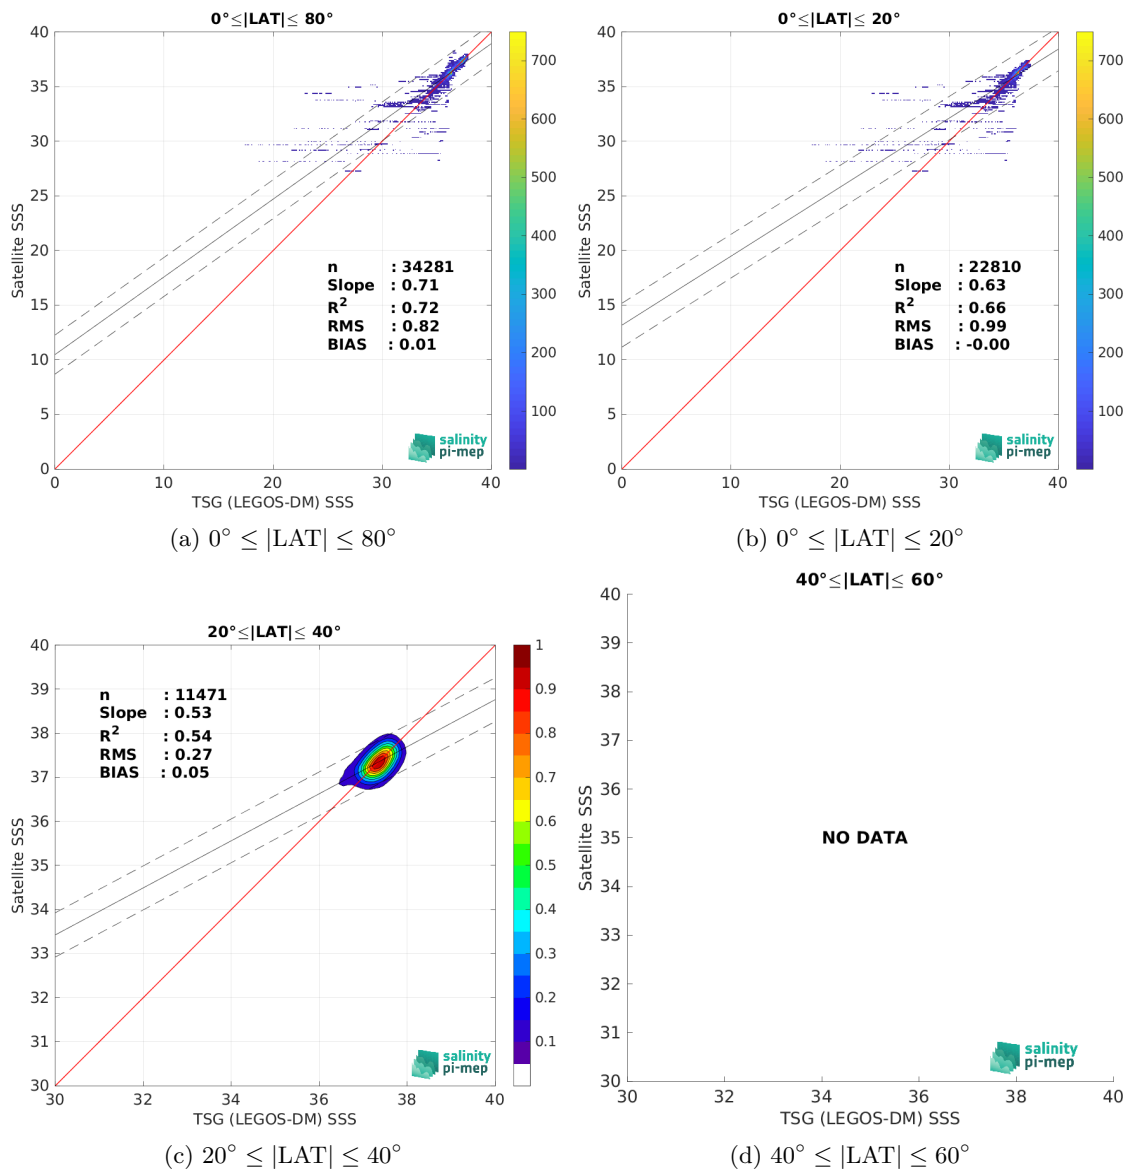 0°≤|LAT|≤ 80°
40
35
30
25
20
15
10
5
0
Satellite SSS
n : 34281
Slope : 0.71
R² : 0.72
RMS : 0.82
BIAS : 0.01
salinity
pi-mep
0 10 20 30 40
TSG (LEGOS-DM) SSS
700
600
500
400
300
200
100
(a) 0° ≤ |LAT| ≤ 80°
0°≤|LAT|≤ 20°
40
35
30
25
20
15
10
5
0
Satellite SSS
n : 22810
Slope : 0.63
R² : 0.66
RMS : 0.99
BIAS : -0.00
salinity
pi-mep
0 10 20 30 40
TSG (LEGOS-DM) SSS
700
600
500
400
300
200
100
(b) 0° ≤ |LAT| ≤ 20°
20°≤|LAT|≤ 40°
40
39
38
37
36
35
34
33
32
31
30
Satellite SSS
n : 11471
Slope : 0.53
R² : 0.54
RMS : 0.27
BIAS : 0.05
salinity
pi-mep
30 32 34 36 38 40
TSG (LEGOS-DM) SSS
1
0.9
0.8
0.7
0.6
0.5
0.4
0.3
0.2
0.1
(c) 20° ≤ |LAT| ≤ 40°
40°≤|LAT|≤ 60°
40
39
38
37
36
35
34
33
32
31
30
Satellite SSS
NO DATA
salinity
pi-mep
30 32 34 36 38 40
TSG (LEGOS-DM) SSS
(d) 40° ≤ |LAT| ≤ 60°